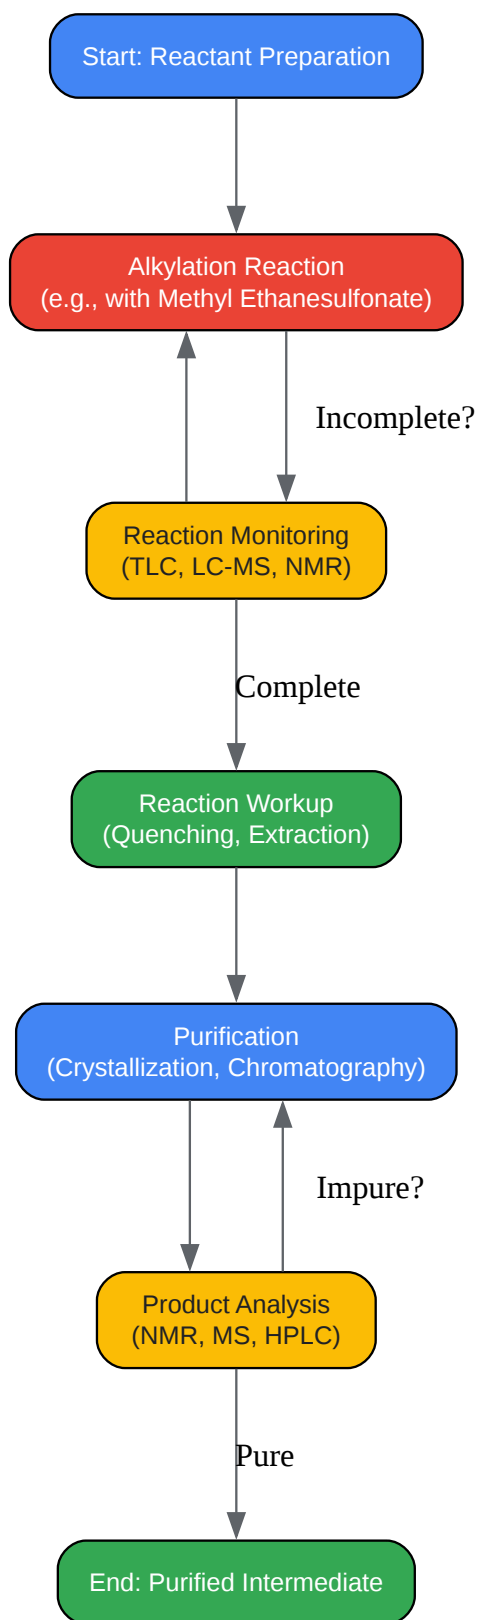 Start: Reactant Preparation
Alkylation Reaction
(e.g., with Methyl Ethanesulfonate)
Incomplete?
Reaction Monitoring
(TLC, LC-MS, NMR)
Complete
Reaction Workup
(Quenching, Extraction)
Purification
(Crystallization, Chromatography)
Impure?
Product Analysis
(NMR, MS, HPLC)
Pure
End: Purified Intermediate